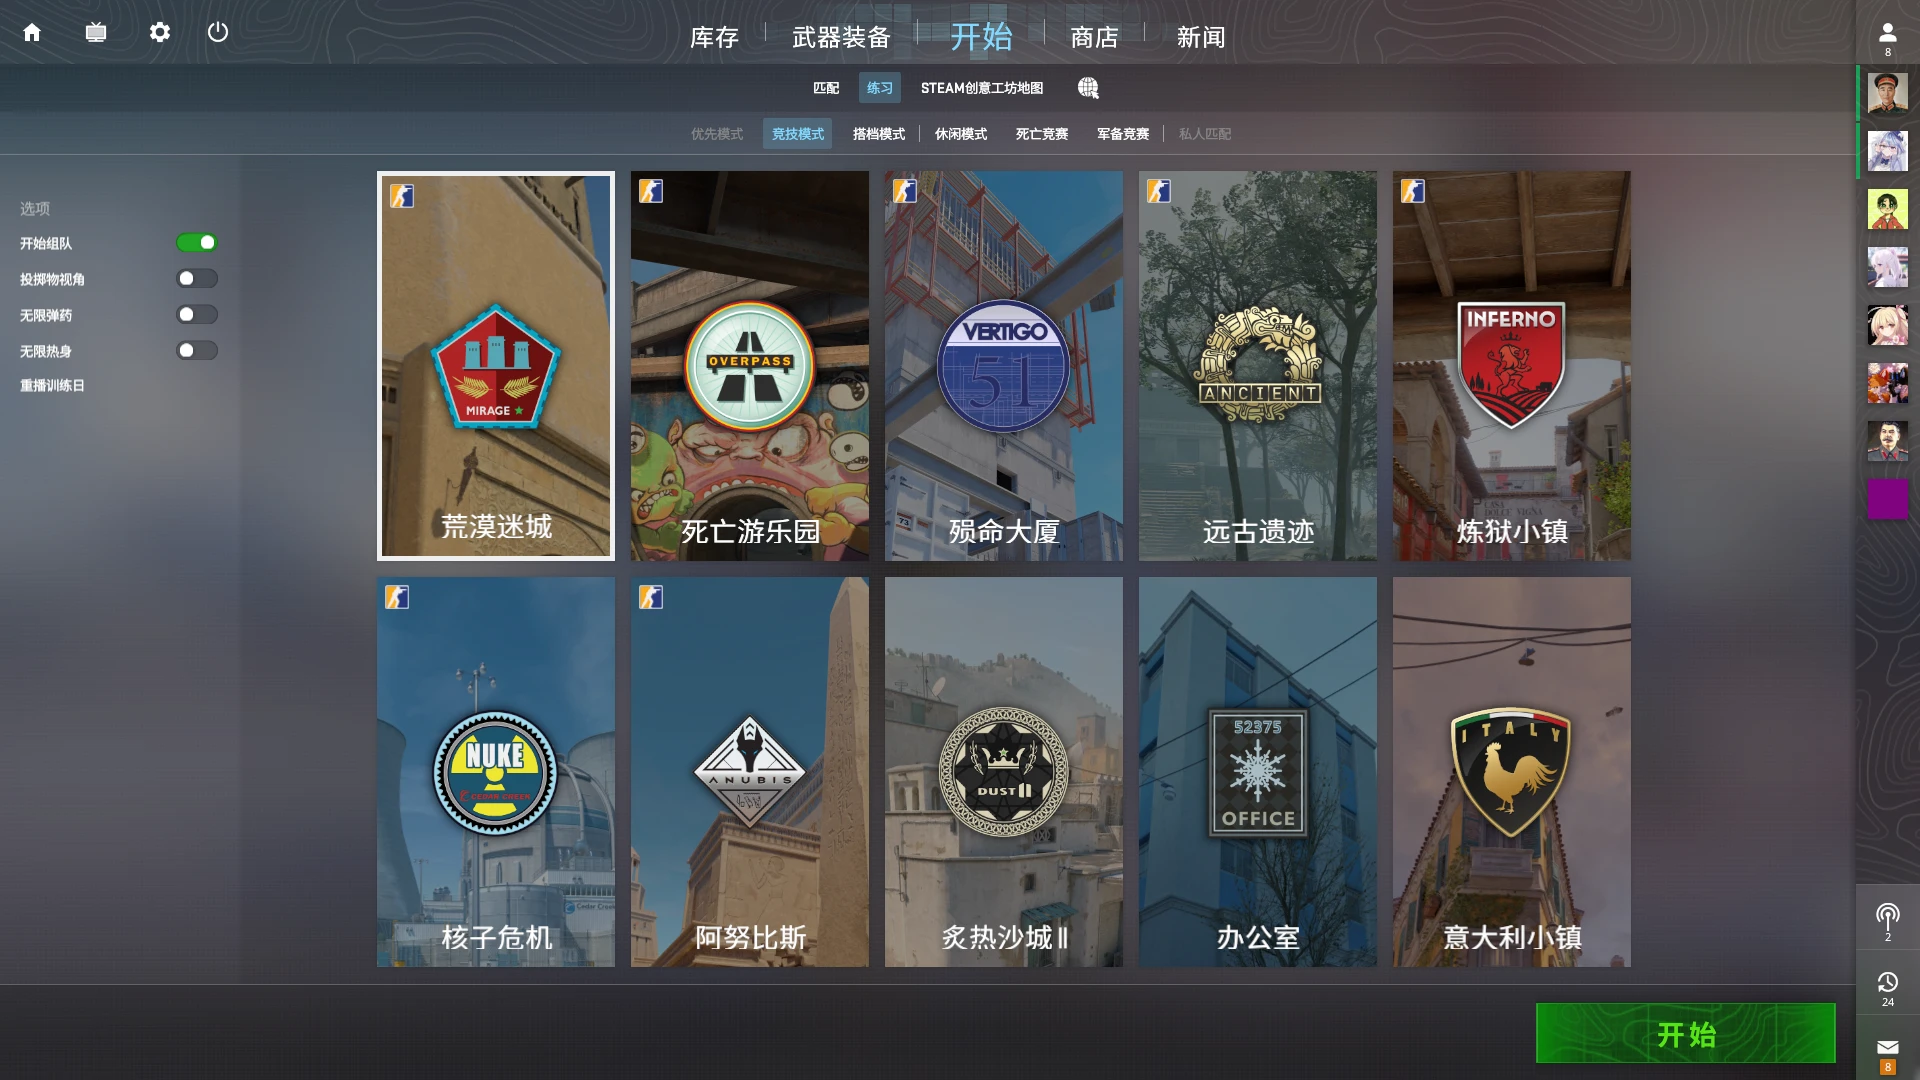 库存
武器装备
开始
商店
新闻
8
匹配
练习
STEAM创意工坊地图
优先模式
竞技模式
搭档模式
休闲模式
死亡竞赛
军备竞赛
私人匹配
选项
开始组队
投掷物视角
无限弹药
无限热身
重播训练日
MIRAGE
荒漠迷城
OVERPASS
死亡游乐园
VERTIGO
51
73
殒命大厦
ANCIENT
远古遗迹
INFERNO
炼狱小镇
NUKE
CEDAR CREEK
Cedar Creek
核子危机
ANUBIS
阿努比斯
DUST II
炙热沙城 II
52375
OFFICE
办公室
ITALY
意大利小镇
2
24
开始
8